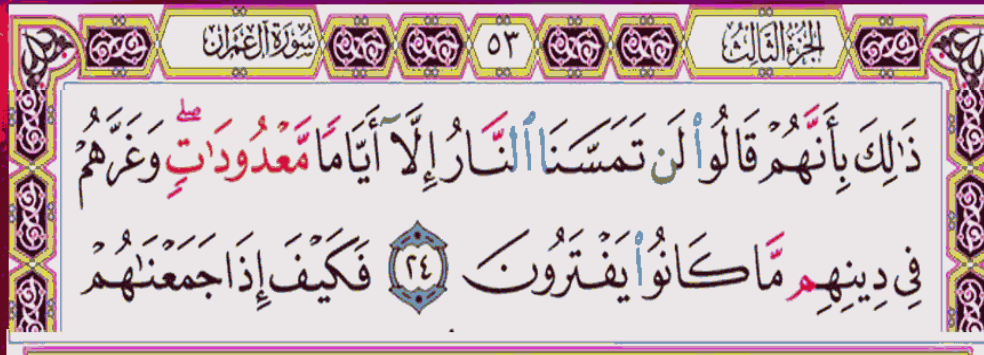 الجزء الثالث ٥٣ سورة آل عمران
ذَٰلِكَ بِأَنَّهُمْ قَالُوا۟ لَن تَمَسَّنَا ٱلنَّارُ إِلَّآ أَيَّامًا مَّعْدُودَٰتٍ ۖ وَغَرَّهُمْ
فِى دِينِهِم مَّا كَانُوا۟ يَفْتَرُونَ ٢٤ فَكَيْفَ إِذَا جَمَعْنَٰهُمْ